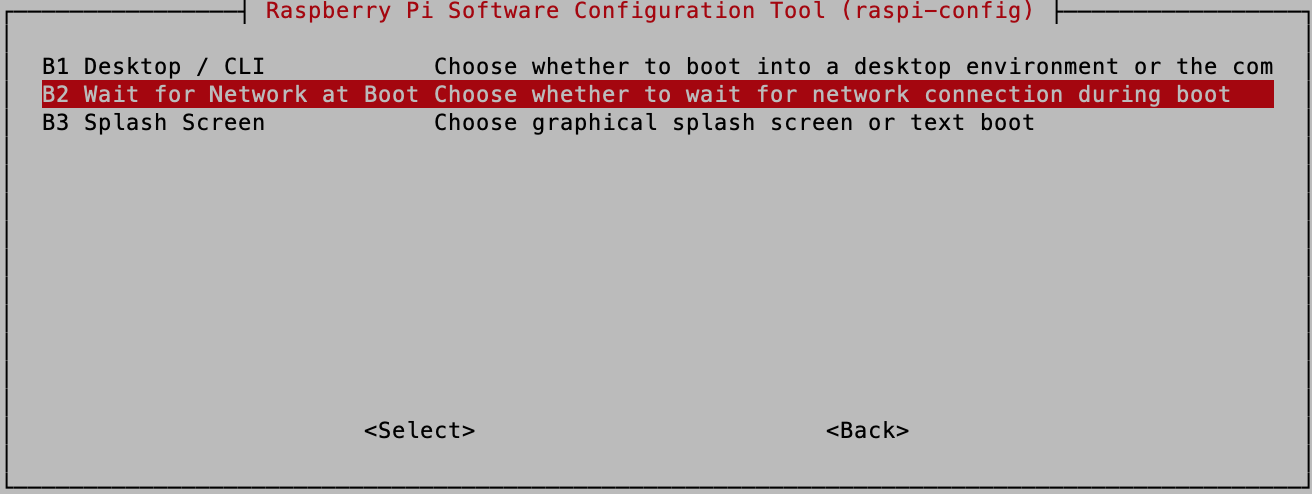 Raspberry Pi Software Configuration Tool (raspi-config)
B1 Desktop / CLI Choose whether to boot into a desktop environment or the com
B2 Wait for Network at Boot Choose whether to wait for network connection during boot
B3 Splash Screen Choose graphical splash screen or text boot
<Select> <Back>